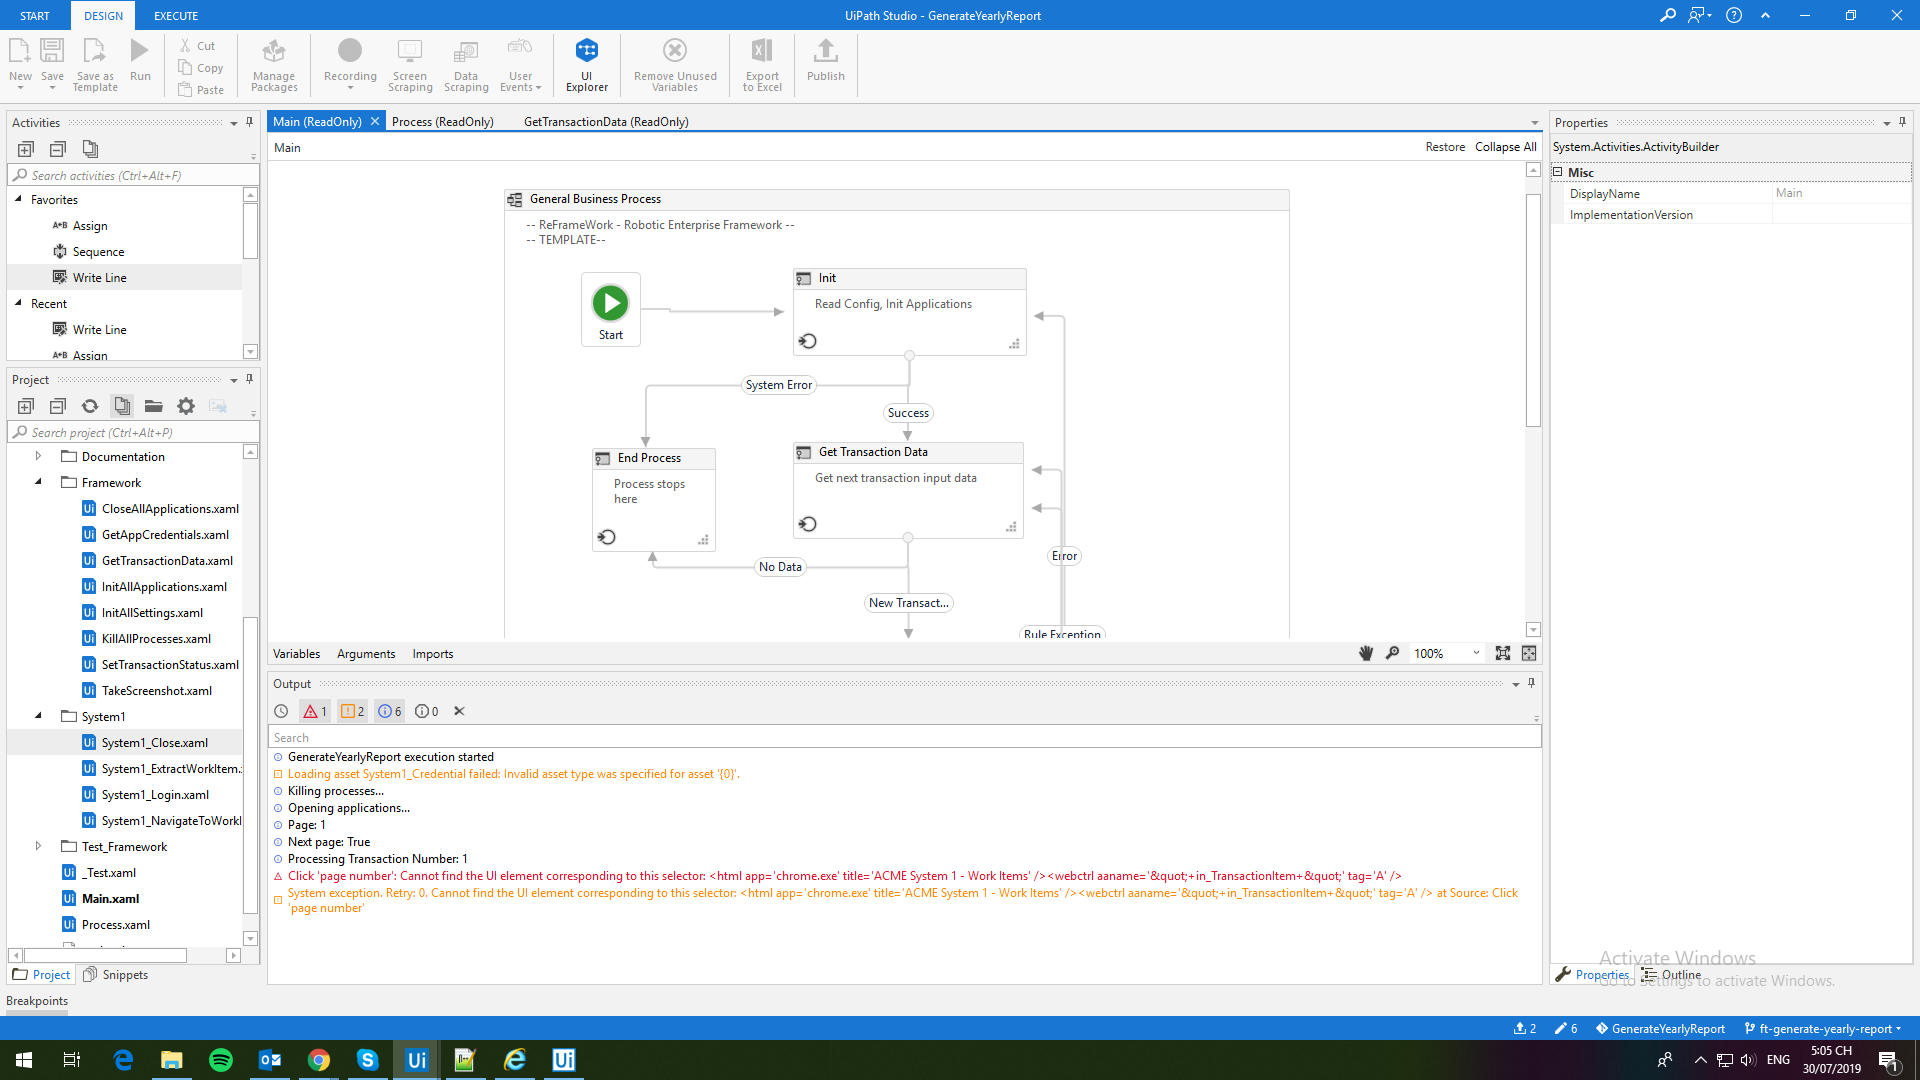 START
DESIGN
EXECUTE
UiPath Studio - GenerateYearlyReport
New
Save
Save as
Template
Run
Cut
Copy
Paste
Manage
Packages
Recording
Screen
Scraping
Data
Scraping
User
Events
UI
Explorer
Remove Unused
Variables
Export
to Excel
Publish
Activities
Search activities (Ctrl+Alt+F)
Favorites
A+B Assign
Sequence
Write Line
Recent
Write Line
A+B Assign
Project
Search project (Ctrl+Alt+P)
Documentation
Framework
CloseAllApplications.xaml
GetAppCredentials.xaml
GetTransactionData.xaml
InitAllApplications.xaml
InitAllSettings.xaml
KillAllProcesses.xaml
SetTransactionStatus.xaml
TakeScreenshot.xaml
System1
System1_Close.xaml
System1_ExtractWorkItem.
System1_Login.xaml
System1_NavigateToWorkI
Test_Framework
_Test.xaml
Main.xaml
Process.xaml
Project
Snippets
Breakpoints
Main (ReadOnly)
Process (ReadOnly)
GetTransactionData (ReadOnly)
Main
Restore
Collapse All
General Business Process
-- ReFrameWork - Robotic Enterprise Framework --
-- TEMPLATE--
Start
Init
Read Config, Init Applications
System Error
Success
End Process
Process stops
here
Get Transaction Data
Get next transaction input data
No Data
Error
New Transact...
Rule Exception
Variables
Arguments
Imports
100%
Output
1
2
6
0
Search
GenerateYearlyReport execution started
Loading asset System1_Credential failed: Invalid asset type was specified for asset '{0}'.
Killing processes...
Opening applications...
Page: 1
Next page: True
Processing Transaction Number: 1
Click 'page number': Cannot find the UI element corresponding to this selector: <html app='chrome.exe' title='ACME System 1 - Work Items' /><webctrl aaname='&quot;+in_TransactionItem+&quot;' tag='A' />
System exception. Retry: 0. Cannot find the UI element corresponding to this selector: <html app='chrome.exe' title='ACME System 1 - Work Items' /><webctrl aaname='&quot;+in_TransactionItem+&quot;' tag='A' /> at Source: Click
'page number'
Properties
System.Activities.ActivityBuilder
Misc
DisplayName
Main
ImplementationVersion
Activate Windows
Go to Settings to activate Windows.
Properties
Outline
2
6
GenerateYearlyReport
ft-generate-yearly-report
ENG
5:05 CH
30/07/2019
1